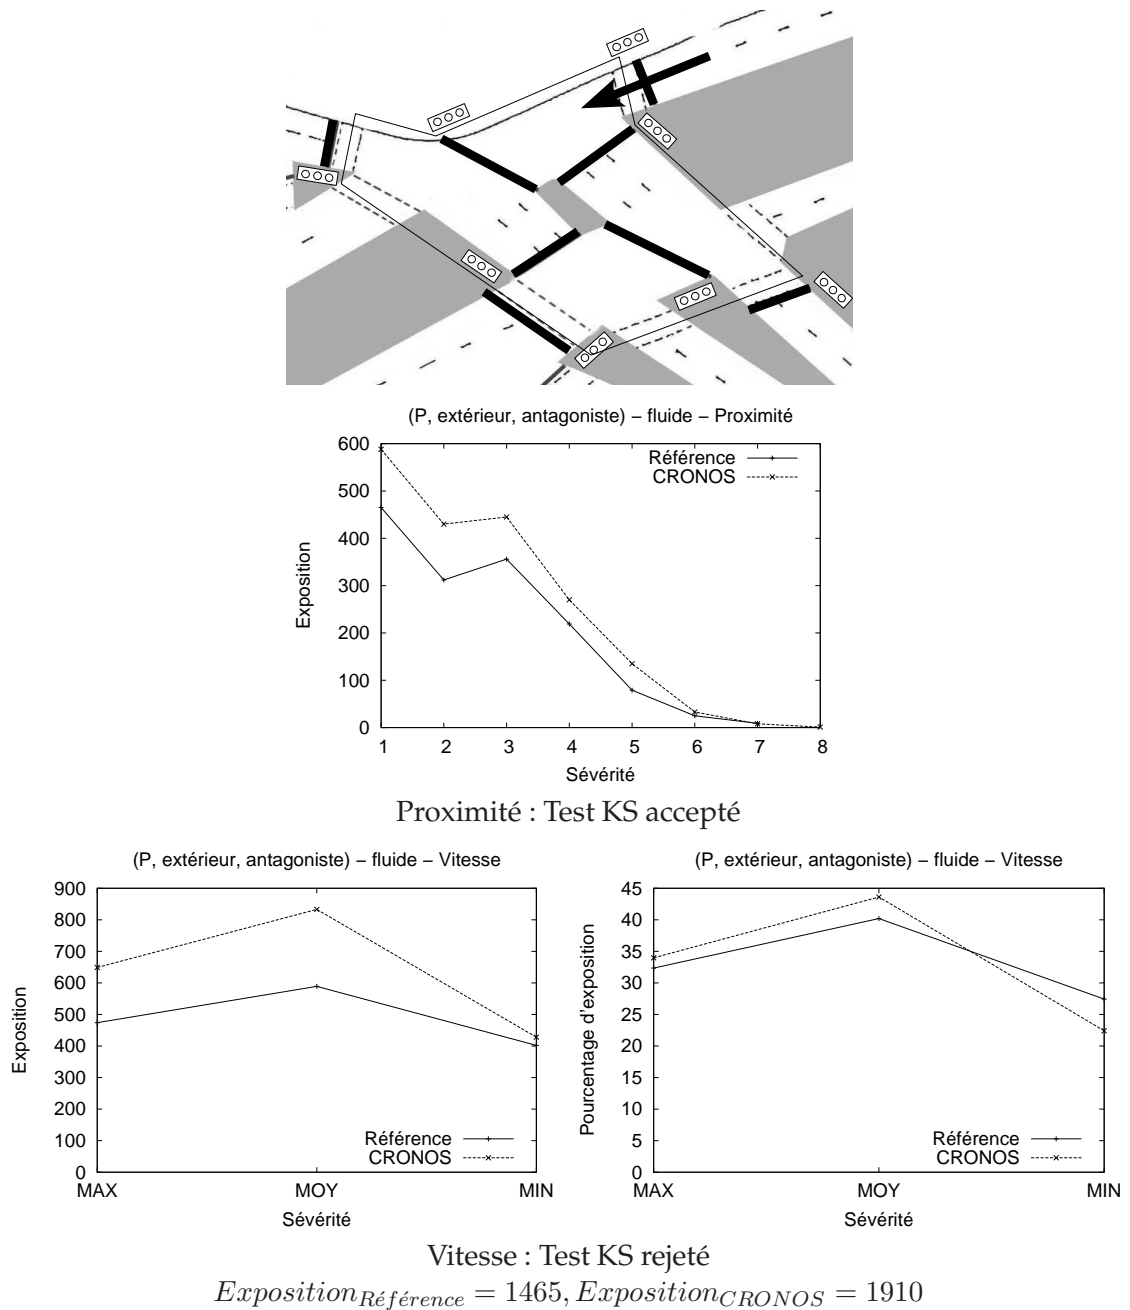 (P, extérieur, antagoniste) – fluide – Proximité
600
500
400
300
200
100
0
Exposition
Référence
CRONOS
1 2 3 4 5 6 7 8
Sévérité
Proximité : Test KS accepté
(P, extérieur, antagoniste) – fluide – Vitesse
900
800
700
600
500
400
300
200
100
0
Exposition
Référence
CRONOS
MAX MOY MIN
Sévérité
(P, extérieur, antagoniste) – fluide – Vitesse
45
40
35
30
25
20
15
10
5
0
Pourcentage d'exposition
Référence
CRONOS
MAX MOY MIN
Sévérité
Vitesse : Test KS rejeté
Exposition_Référence = 1465, Exposition_CRONOS = 1910